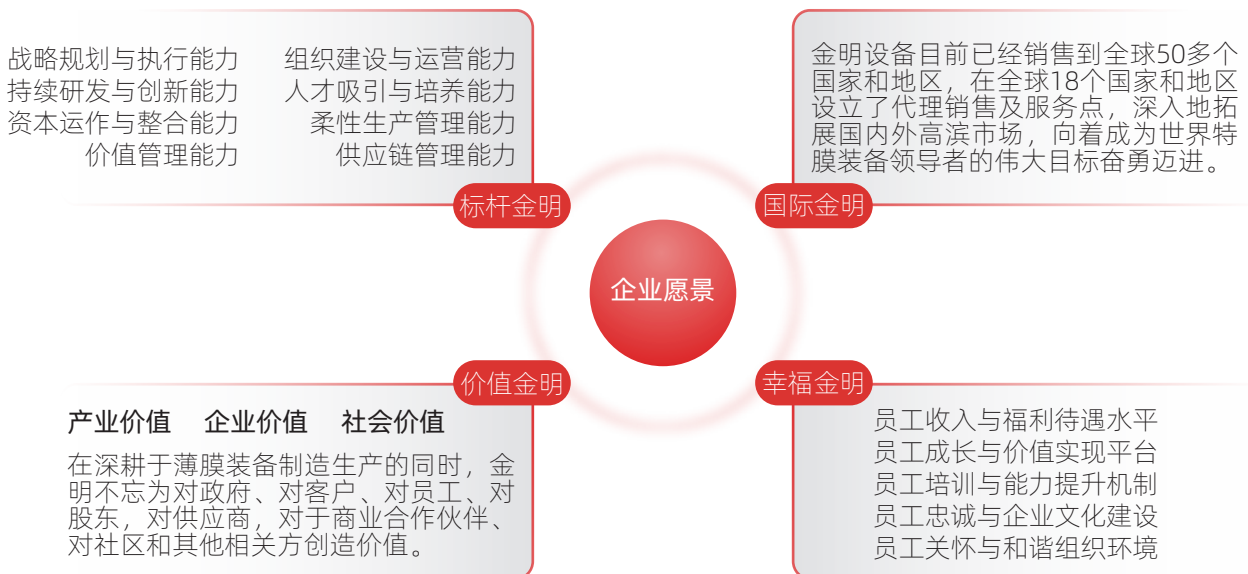 战略规划与执行能力
持续研发与创新能力
资本运作与整合能力
价值管理能力
组织建设与运营能力
人才吸引与培养能力
柔性生产管理能力
供应链管理能力
标杆金明
金明设备目前已经销售到全球50多个
国家和地区，在全球18个国家和地区
设立了代理销售及服务点，深入地拓
展国内外高滨市场，向着成为世界特
膜装备领导者的伟大目标奋勇迈进。
国际金明
企业愿景
价值金明
产业价值 企业价值 社会价值
在深耕于薄膜装备制造生产的同时，金
明不忘为对政府、对客户、对员工、对
股东，对供应商，对于商业合作伙伴、
对社区和其他相关方创造价值。
幸福金明
员工收入与福利待遇水平
员工成长与价值实现平台
员工培训与能力提升机制
员工忠诚与企业文化建设
员工关怀与和谐组织环境